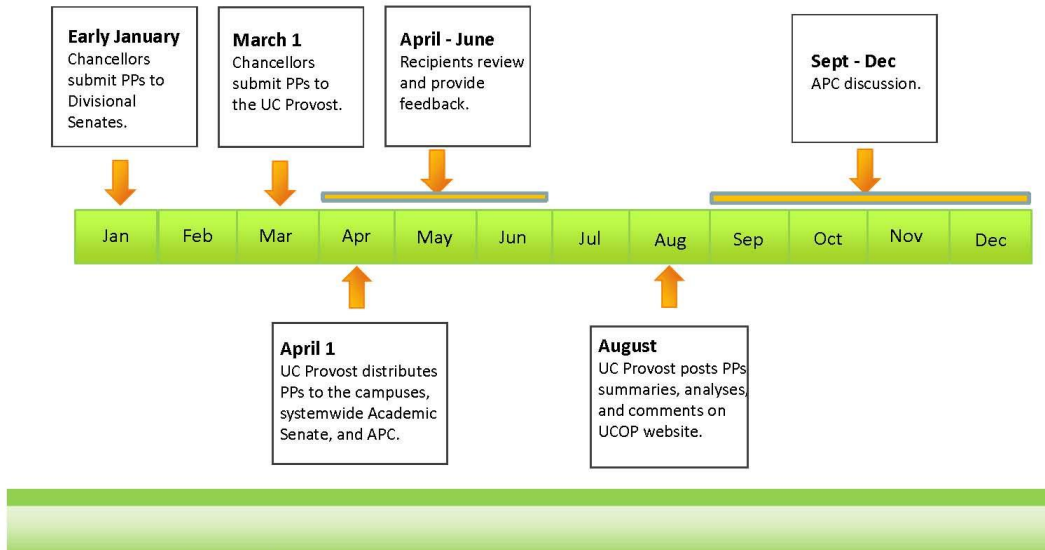 Early January
Chancellors
submit PPs to
Divisional
Senates.
March 1
Chancellors
submit PPs to
the UC Provost.
April - June
Recipients review
and provide
feedback.
Sept - Dec
APC discussion.
Jan
Feb
Mar
Apr
May
Jun
Jul
Aug
Sep
Oct
Nov
Dec
April 1
UC Provost distributes
PPs to the campuses,
systemwide Academic
Senate, and APC.
August
UC Provost posts PPs
summaries, analyses,
and comments on
UCOP website.